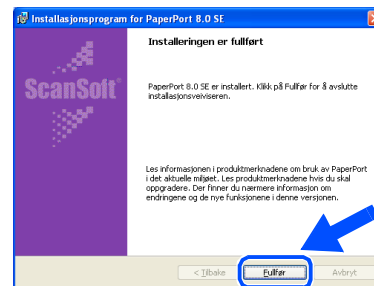 Installasjonsprogram for PaperPort 8.0 SE
Installeringen er fullført
ScanSoft®
PaperPort 8.0 SE er installert. Klikk på Fullfør for å avslutte
installasjonsveiviseren.
Les informasjonen i produktmerknadene om bruk av PaperPort
i det aktuelle miljøet. Les produktmerknadene hvis du skal
oppgradere. Der finner du nærmere informasjon om
endringene og de nye funksjonene i denne versjonen.
< Tilbake
Fullfør
Avbryt